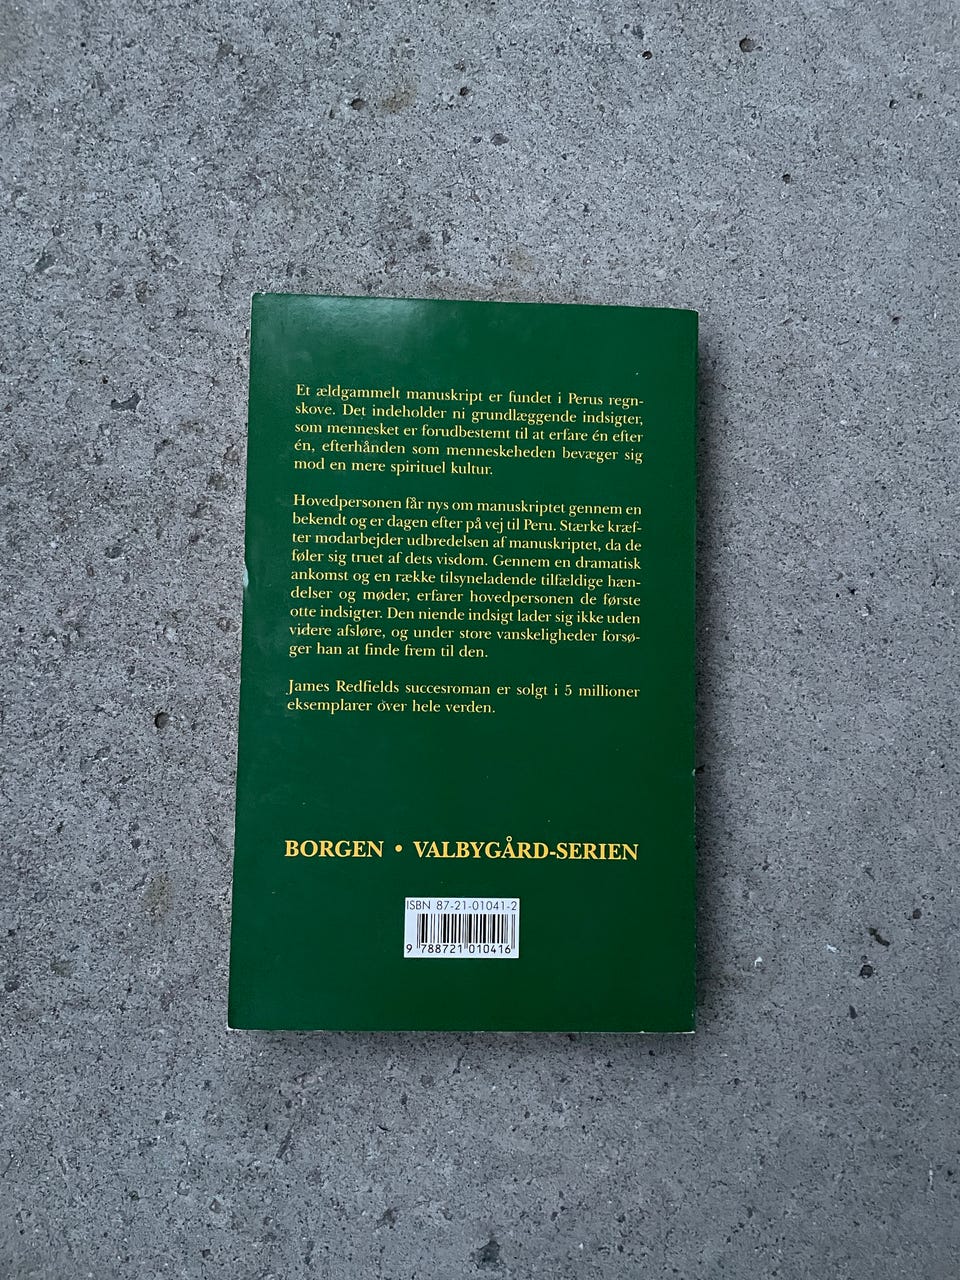 Et ældgammelt manuskript er fundet i Perus regn-
skove. Det indeholder ni grundlæggende indsigter,
som mennesket er forudbestemt til at erfare én efter
én, efterhånden som menneskeheden bevæger sig
mod en mere spirituel kultur.
Hovedpersonen får nys om manuskriptet gennem en
bekendt og er dagen efter på vej til Peru. Stærke kræf-
ter modarbejder udbredelsen af manuskriptet, da de
føler sig truet af dets visdom. Gennem en dramatisk
ankomst og en række tilsyneladende tilfældige hæn-
delser og møder, erfarer hovedpersonen de første
otte indsigter. Den niende indsigt lader sig ikke uden
videre afsløre, og under store vanskeligheder forsø-
ger han at finde frem til den.
James Redfields succesroman er solgt i 5 millioner
eksemplarer over hele verden.
BORGEN • VALBYGÅRD-SERIEN
ISBN 87-21-01041-2
9 788721 010416